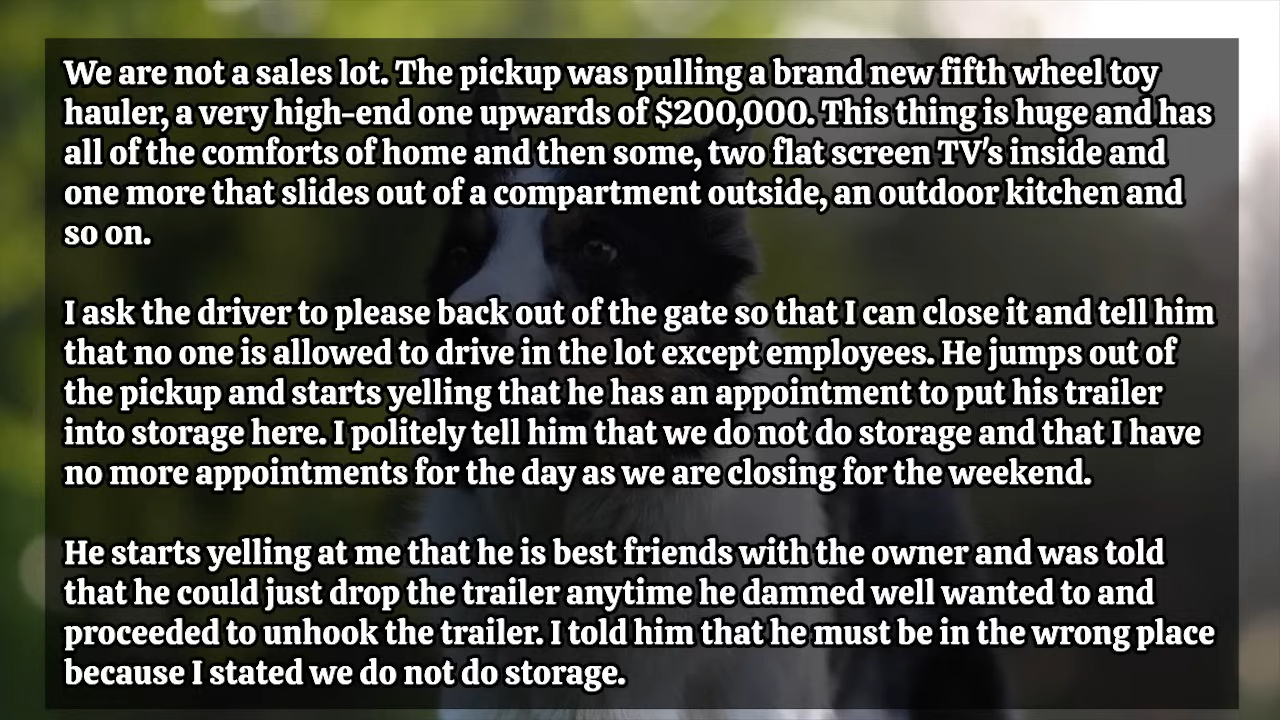 We are not a sales lot. The pickup was pulling a brand new fifth wheel toy
hauler, a very high-end one upwards of $200,000. This thing is huge and has
all of the comforts of home and then some, two flat screen TV's inside and
one more that slides out of a compartment outside, an outdoor kitchen and
so on.
I ask the driver to please back out of the gate so that I can close it and tell him
that no one is allowed to drive in the lot except employees. He jumps out of
the pickup and starts yelling that he has an appointment to put his trailer
into storage here. I politely tell him that we do not do storage and that I have
no more appointments for the day as we are closing for the weekend.
He starts yelling at me that he is best friends with the owner and was told
that he could just drop the trailer anytime he damned well wanted to and
proceeded to unhook the trailer. I told him that he must be in the wrong place
because I stated we do not do storage.